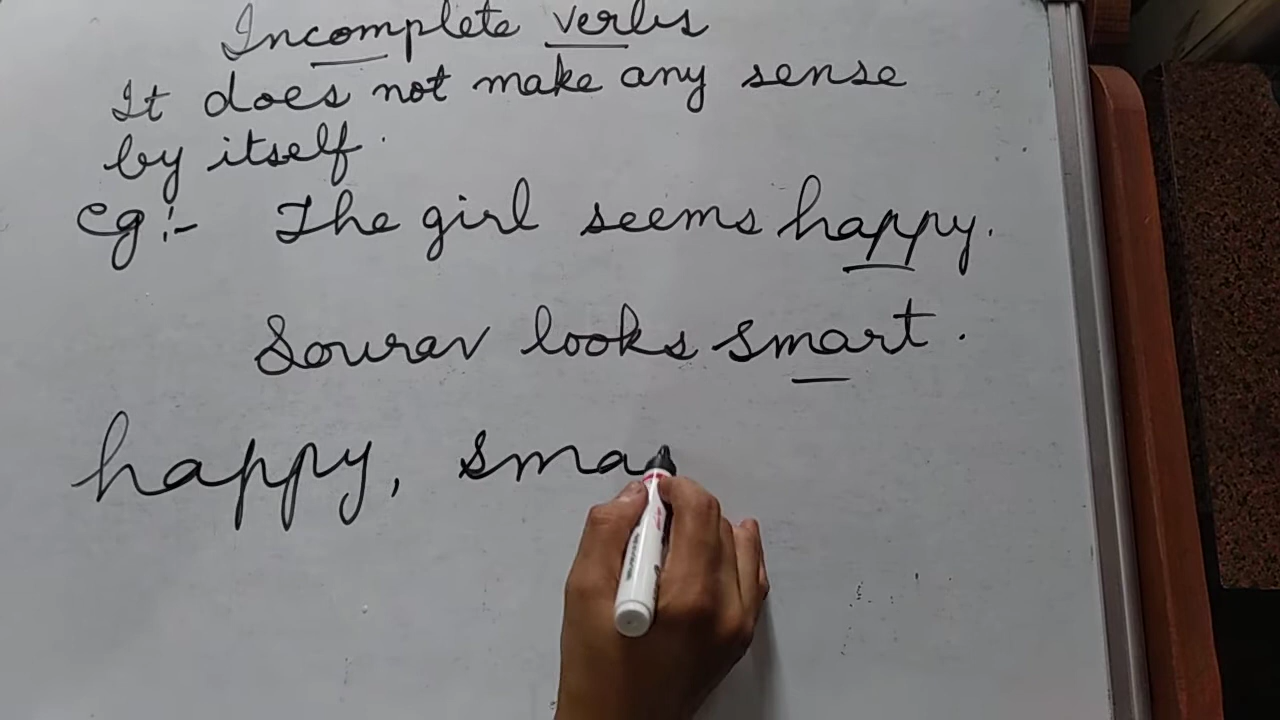 Incomplete verbs
It does not make any sense
by itself.
eg:- The girl seems happy.
Sourav looks smart.
happy, sma